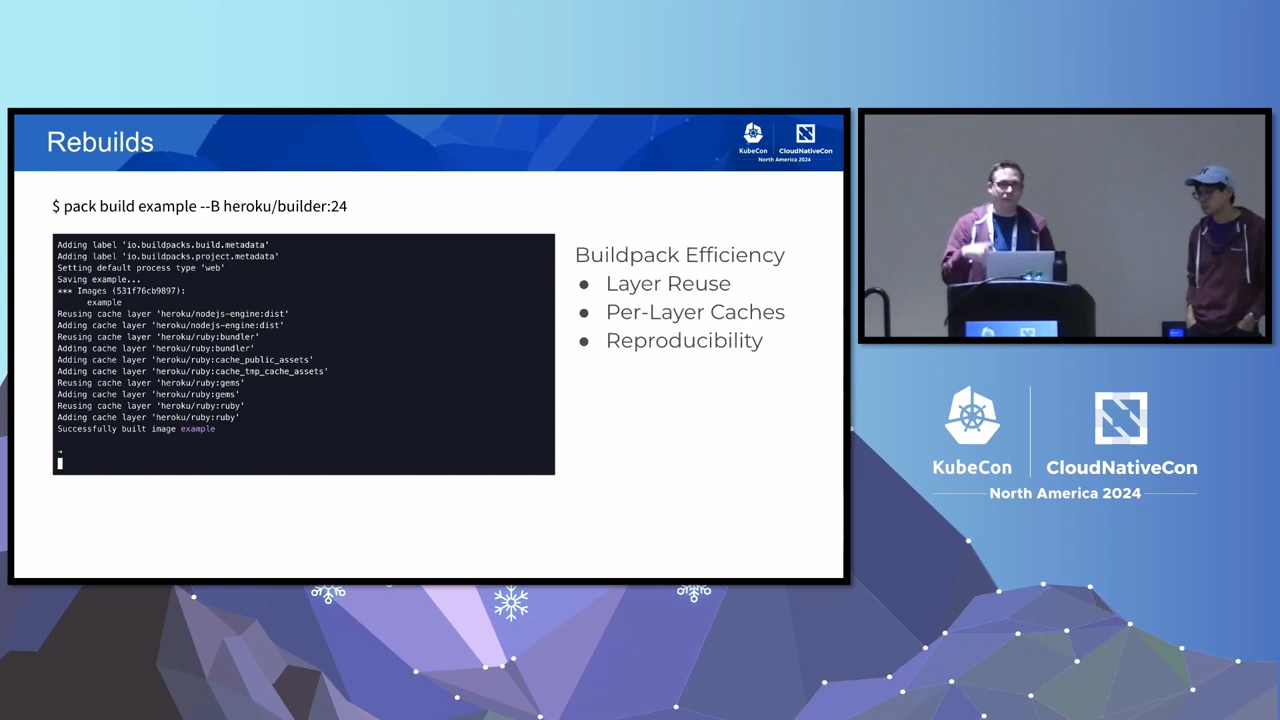 Rebuilds
KubeCon
CloudNativeCon
North America 2024
$ pack build example --B heroku/builder:24
Adding label 'io.buildpacks.build.metadata'
Adding label 'io.buildpacks.project.metadata'
Setting default process type 'web'
Saving example...
*** Images (531f76cb9897):
example
Reusing cache layer 'heroku/nodejs-engine:dist'
Adding cache layer 'heroku/nodejs-engine:dist'
Reusing cache layer 'heroku/ruby:bundler'
Adding cache layer 'heroku/ruby:bundler'
Adding cache layer 'heroku/ruby:cache_public_assets'
Adding cache layer 'heroku/ruby:cache_tmp_cache_assets'
Reusing cache layer 'heroku/ruby:gems'
Adding cache layer 'heroku/ruby:gems'
Reusing cache layer 'heroku/ruby:ruby'
Adding cache layer 'heroku/ruby:ruby'
Successfully built image example
Buildpack Efficiency
● Layer Reuse
● Per-Layer Caches
● Reproducibility
KubeCon
CloudNativeCon
North America 2024